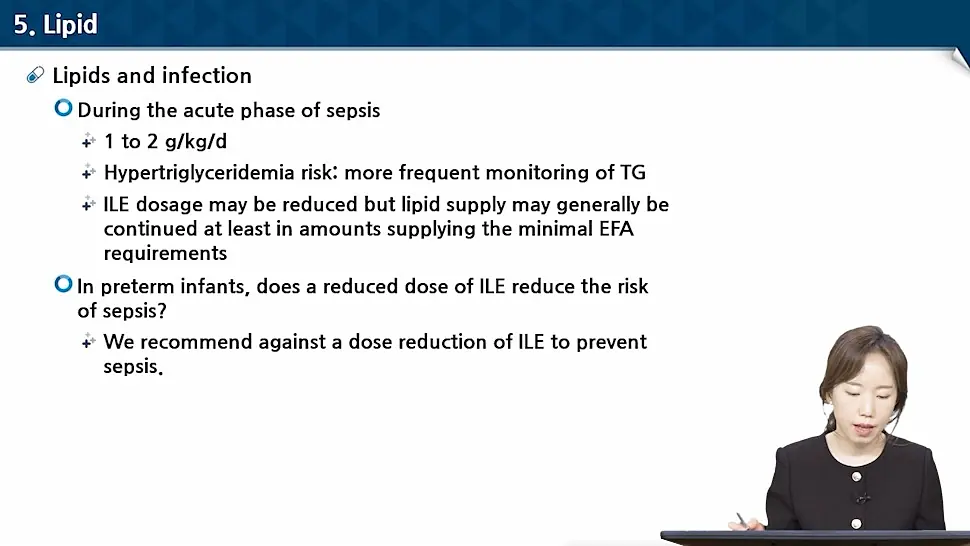 5. Lipid
Lipids and infection
During the acute phase of sepsis
1 to 2 g/kg/d
Hypertriglyceridemia risk: more frequent monitoring of TG
ILE dosage may be reduced but lipid supply may generally be
continued at least in amounts supplying the minimal EFA
requirements
In preterm infants, does a reduced dose of ILE reduce the risk
of sepsis?
We recommend against a dose reduction of ILE to prevent
sepsis.